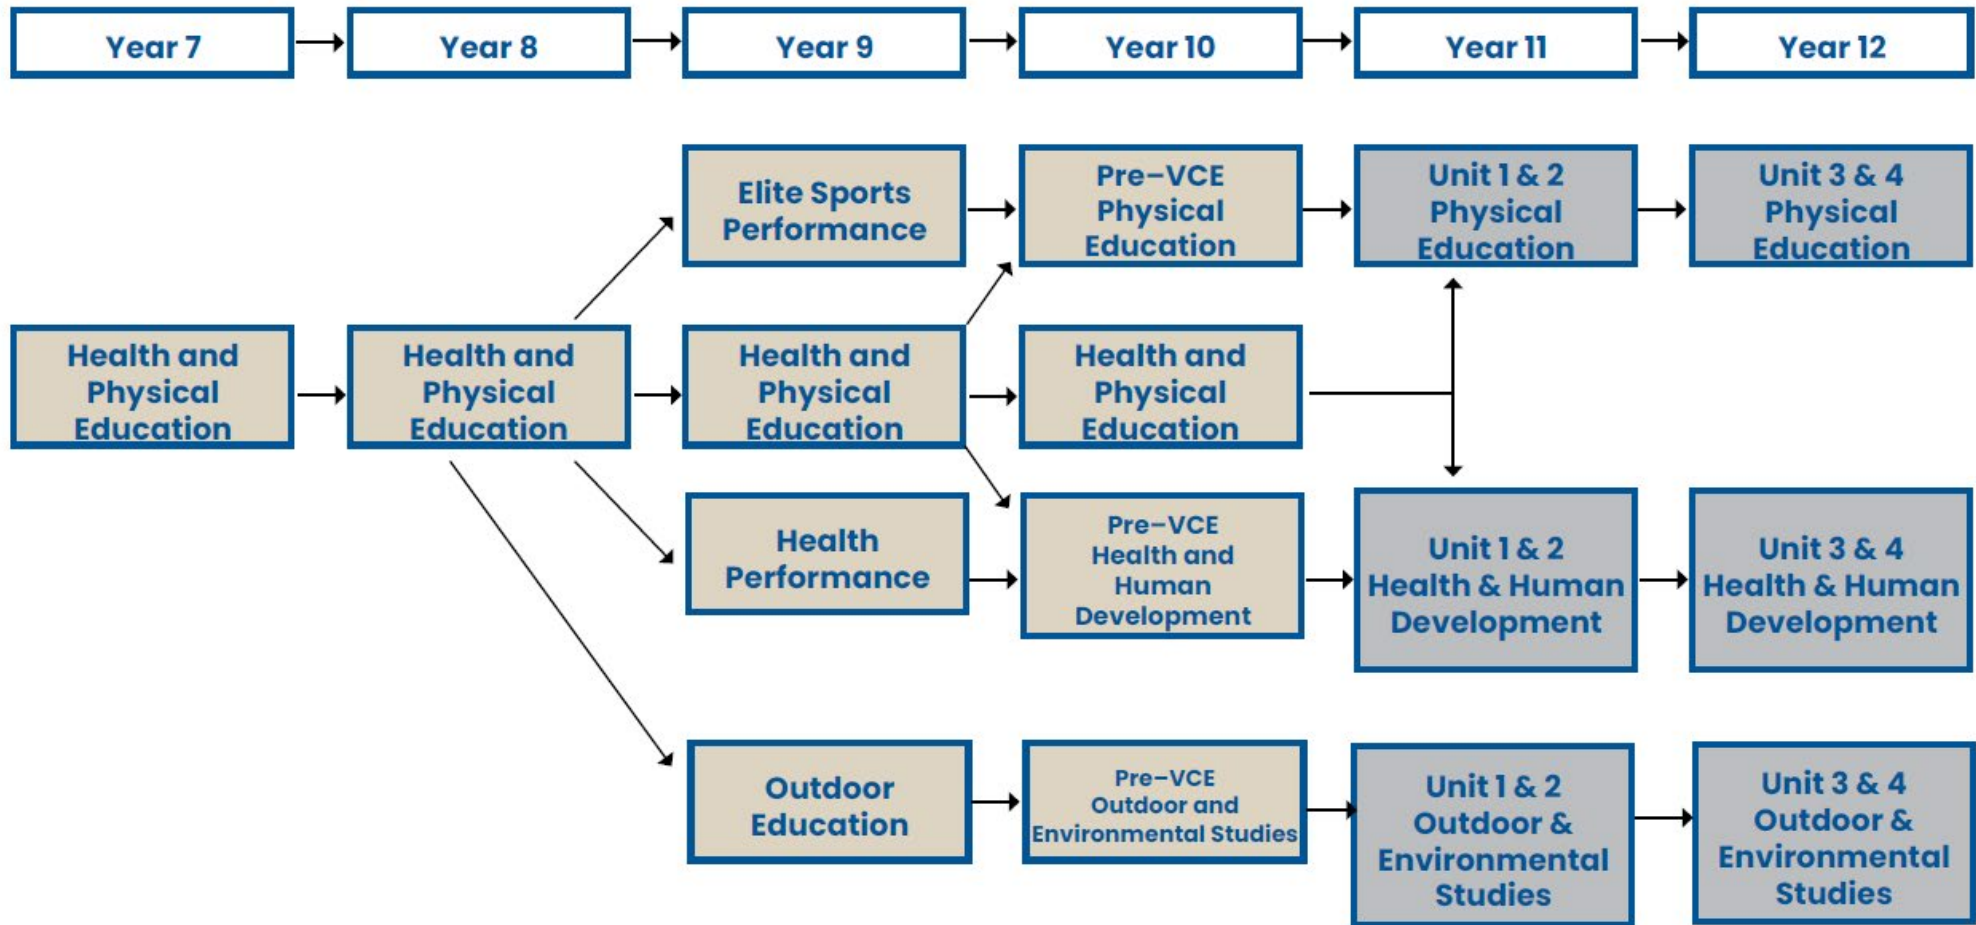 Year 7
Year 8
Year 9
Year 10
Year 11
Year 12
Elite Sports
Performance
Pre–VCE
Physical
Education
Unit 1 & 2
Physical
Education
Unit 3 & 4
Physical
Education
Health and
Physical
Education
Health and
Physical
Education
Health and
Physical
Education
Health and
Physical
Education
Health
Performance
Pre–VCE
Health and
Human
Development
Unit 1 & 2
Health & Human
Development
Unit 3 & 4
Health & Human
Development
Outdoor
Education
Pre–VCE
Outdoor and
Environmental Studies
Unit 1 & 2
Outdoor &
Environmental
Studies
Unit 3 & 4
Outdoor &
Environmental
Studies